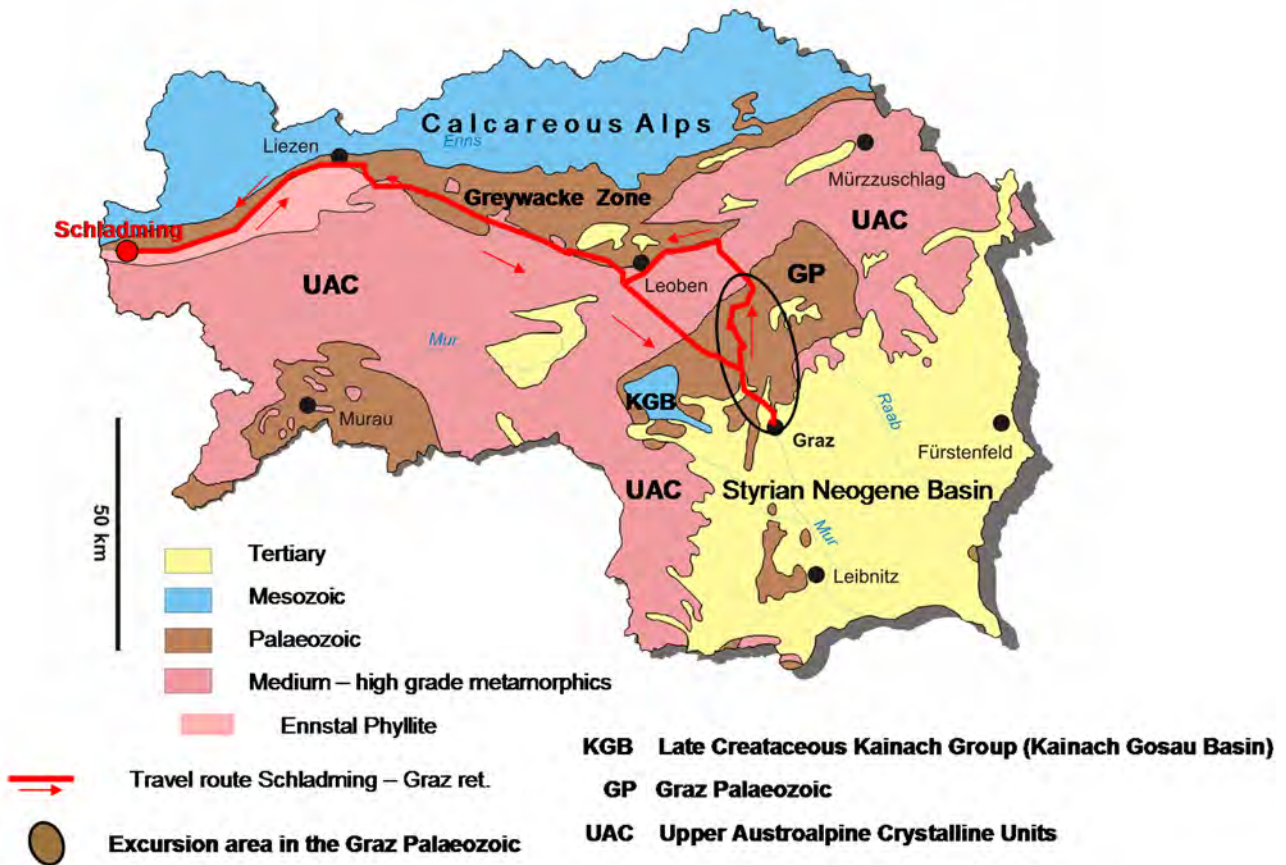 Calcareous Alps
Enns
Liezen
Mürzzuschlag
Greywacke Zone
UAC
Schladming
GP
UAC
Leoben
Mur
KGB
Raab
Murau
Graz
Fürstenfeld
UAC
Styrian Neogene Basin
Mur
50 km
Leibnitz
Tertiary
Mesozoic
Palaeozoic
Medium – high grade metamorphics
Ennstal Phyllite
Travel route Schladming – Graz ret.
Excursion area in the Graz Palaeozoic
KGB Late Creataceous Kainach Group (Kainach Gosau Basin)
GP Graz Palaeozoic
UAC Upper Austroalpine Crystalline Units